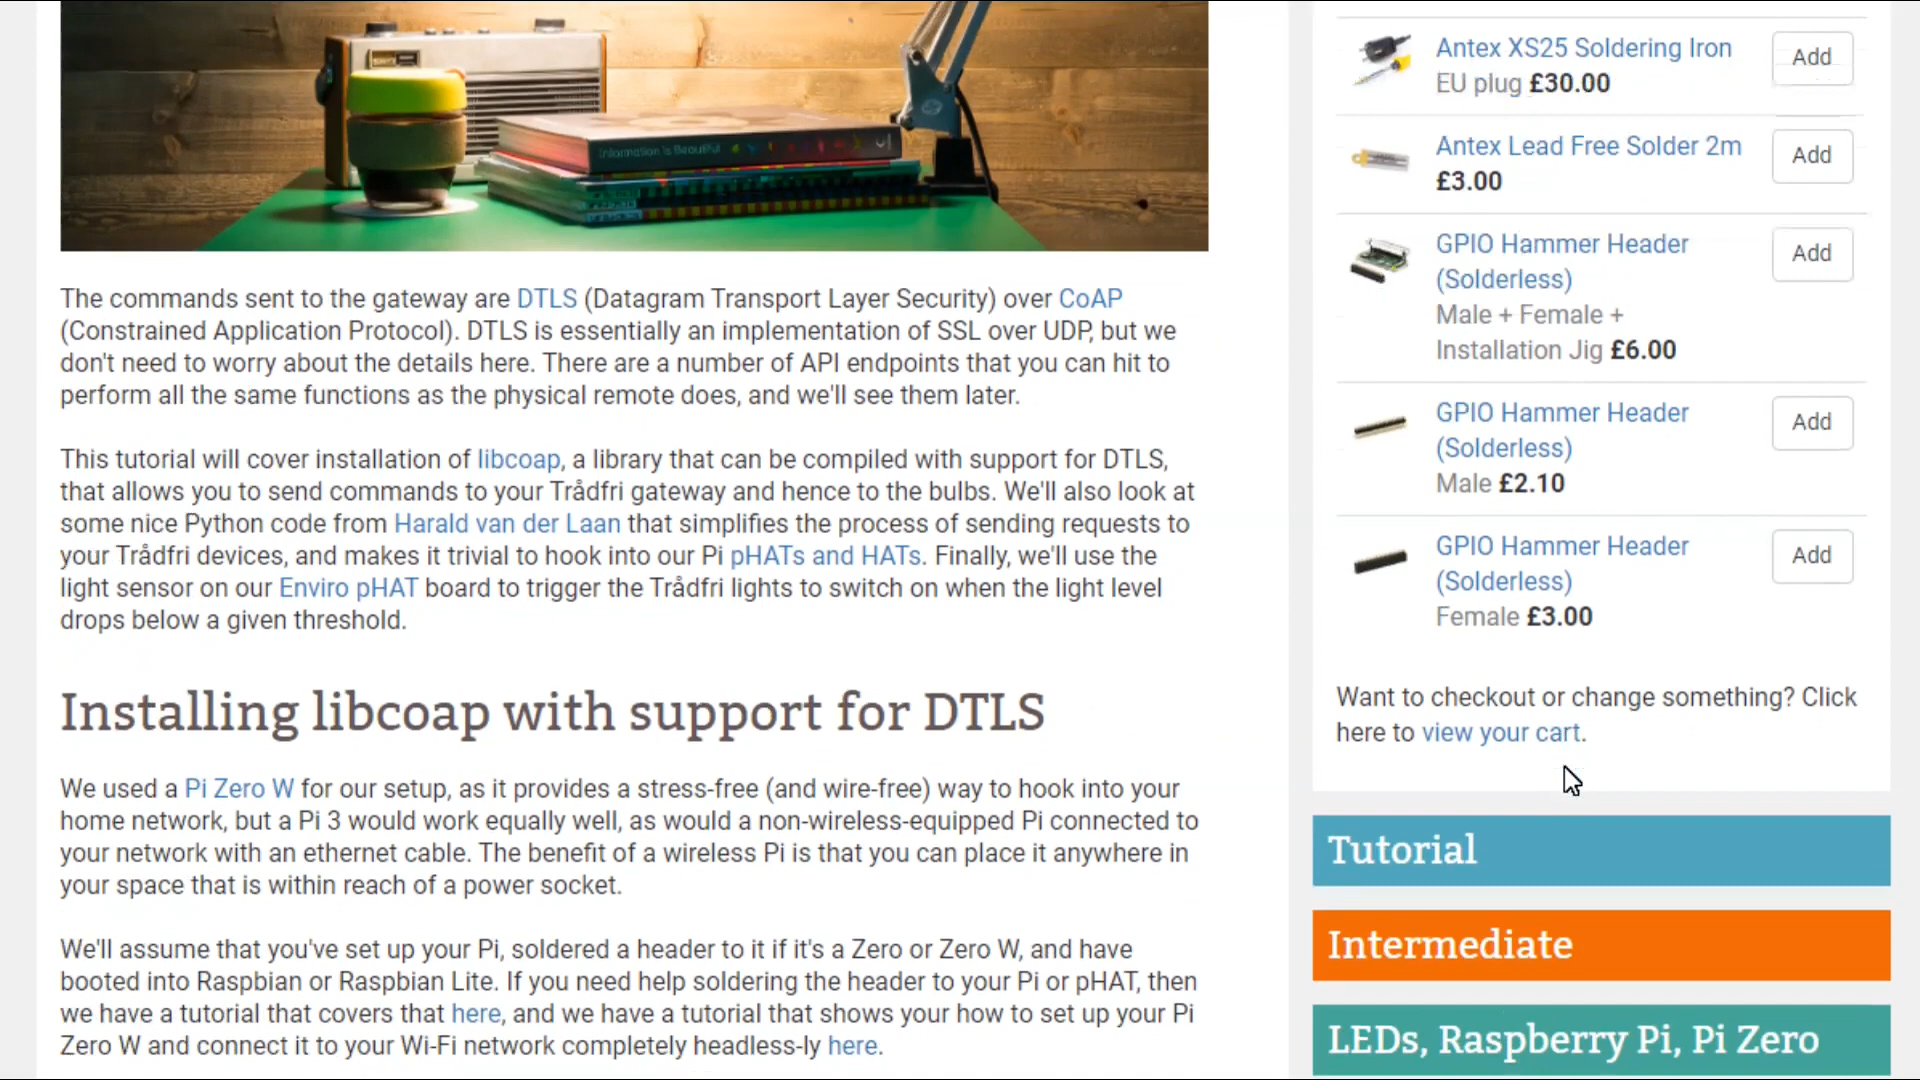 Information is Beautiful
The commands sent to the gateway are DTLS (Datagram Transport Layer Security) over CoAP
(Constrained Application Protocol). DTLS is essentially an implementation of SSL over UDP, but we
don't need to worry about the details here. There are a number of API endpoints that you can hit to
perform all the same functions as the physical remote does, and we'll see them later.
This tutorial will cover installation of libcoap, a library that can be compiled with support for DTLS,
that allows you to send commands to your Trådfri gateway and hence to the bulbs. We'll also look at
some nice Python code from Harald van der Laan that simplifies the process of sending requests to
your Trådfri devices, and makes it trivial to hook into our Pi pHATs and HATs. Finally, we'll use the
light sensor on our Enviro pHAT board to trigger the Trådfri lights to switch on when the light level
drops below a given threshold.
Installing libcoap with support for DTLS
We used a Pi Zero W for our setup, as it provides a stress-free (and wire-free) way to hook into your
home network, but a Pi 3 would work equally well, as would a non-wireless-equipped Pi connected to
your network with an ethernet cable. The benefit of a wireless Pi is that you can place it anywhere in
your space that is within reach of a power socket.
We'll assume that you've set up your Pi, soldered a header to it if it's a Zero or Zero W, and have
booted into Raspbian or Raspbian Lite. If you need help soldering the header to your Pi or pHAT, then
we have a tutorial that covers that here, and we have a tutorial that shows your how to set up your Pi
Zero W and connect it to your Wi-Fi network completely headless-ly here.
Antex XS25 Soldering Iron
EU plug £30.00
Add
Antex Lead Free Solder 2m
£3.00
Add
GPIO Hammer Header
(Solderless)
Male + Female +
Installation Jig £6.00
Add
GPIO Hammer Header
(Solderless)
Male £2.10
Add
GPIO Hammer Header
(Solderless)
Female £3.00
Add
Want to checkout or change something? Click
here to view your cart.
Tutorial
Intermediate
LEDs, Raspberry Pi, Pi Zero